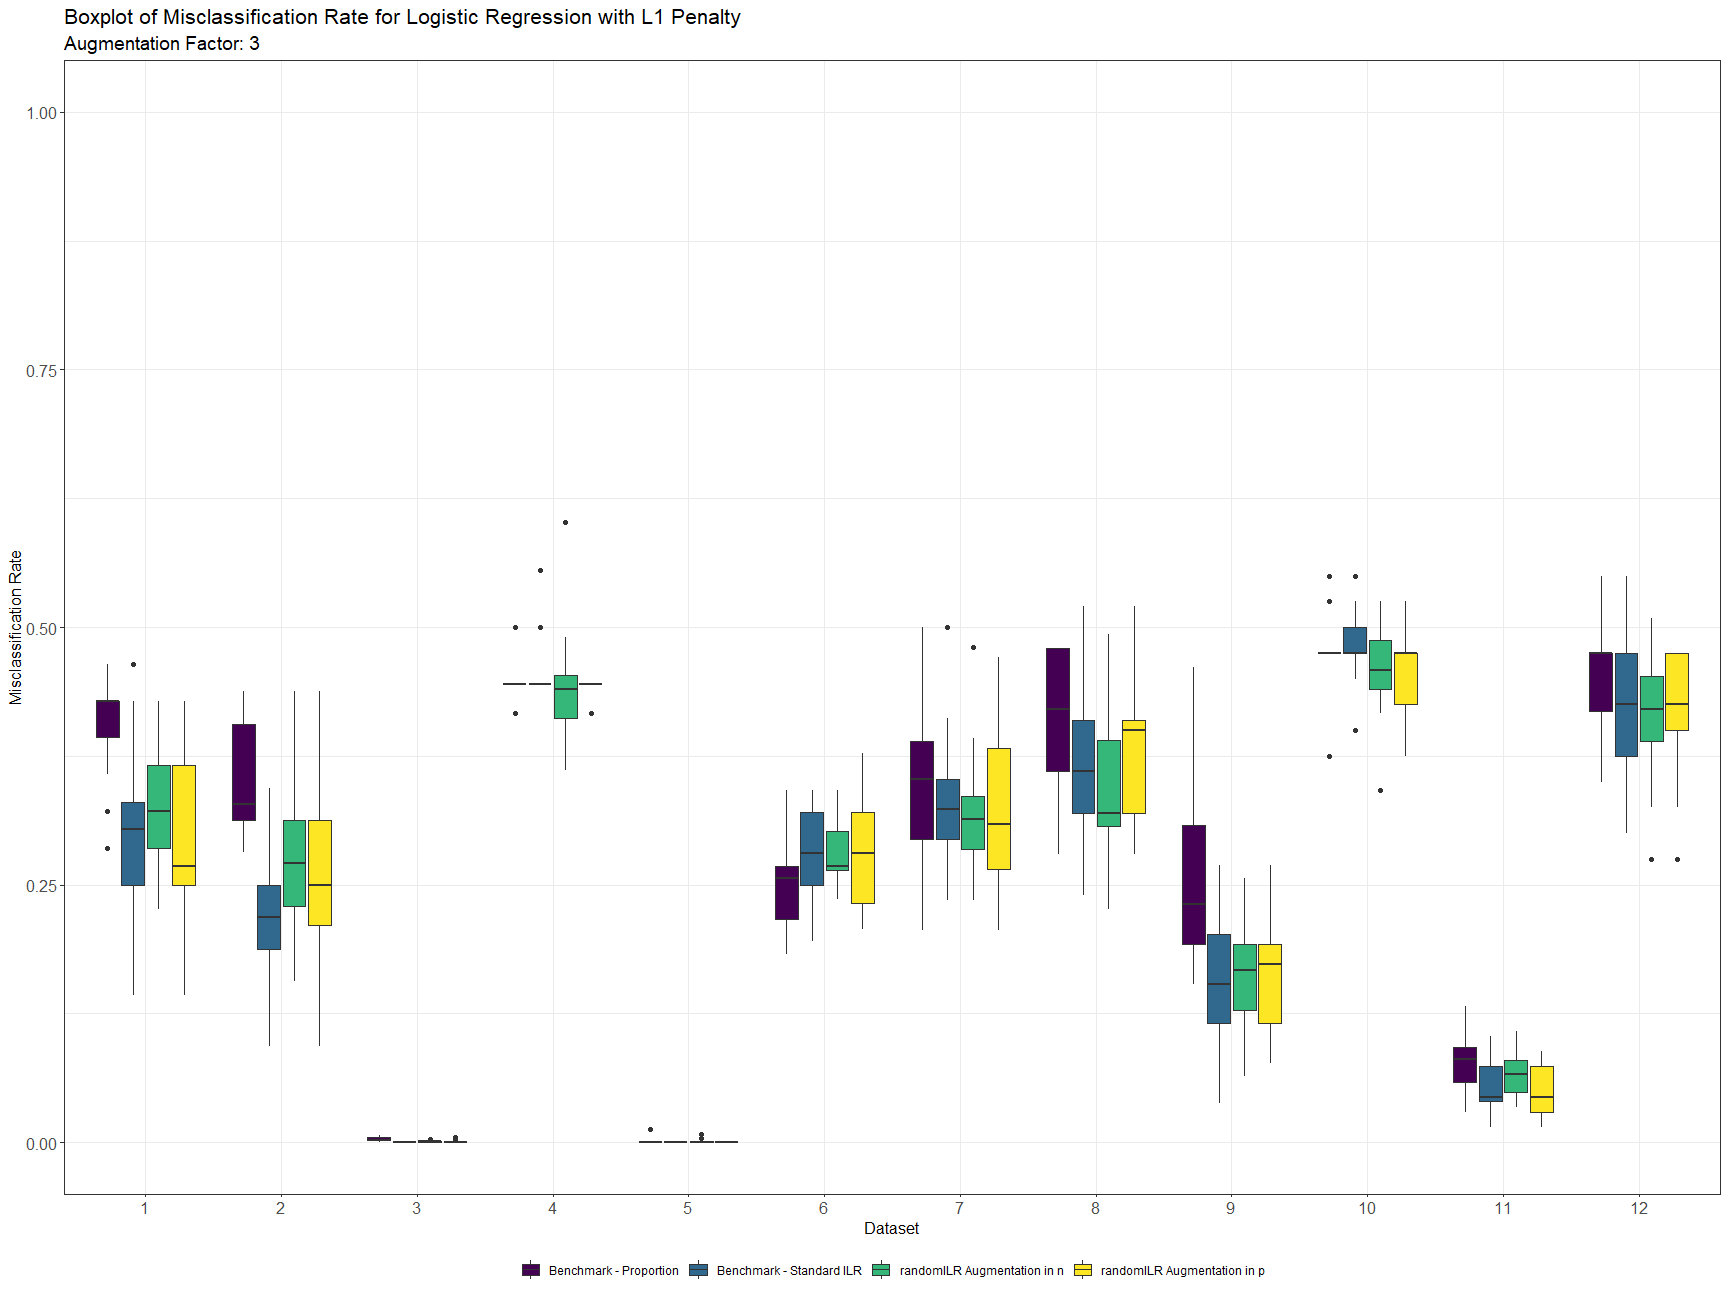 Boxplot of Misclassification Rate for Logistic Regression with L1 Penalty
Augmentation Factor: 3
Misclassification Rate
1.00
0.75
0.50
0.25
0.00
1 2 3 4 5 6 7 8 9 10 11 12
Dataset
Benchmark - Proportion Benchmark - Standard ILR randomILR Augmentation in n randomILR Augmentation in p